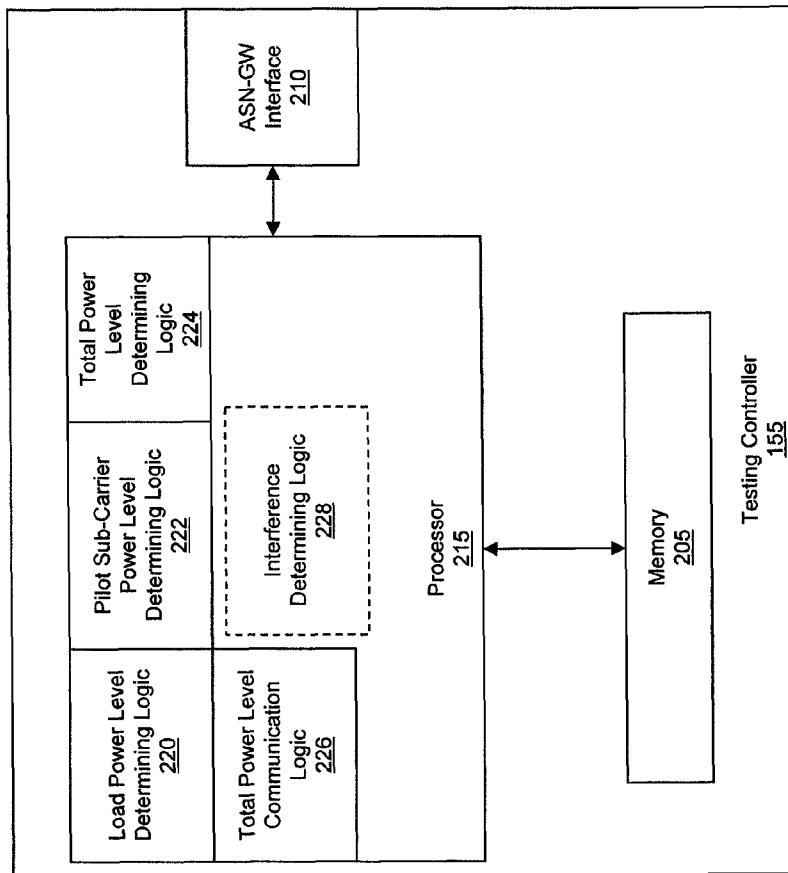 Load Power Level
Determining Logic
220
Pilot Sub-Carrier
Power Level
Determining Logic
222
Total Power
Level
Determining
Logic
224
Total Power Level
Communication
Logic
226
Interference
Determining Logic
228
Processor
215
ASN-GW
Interface
210
Memory
205
Testing Controller
155